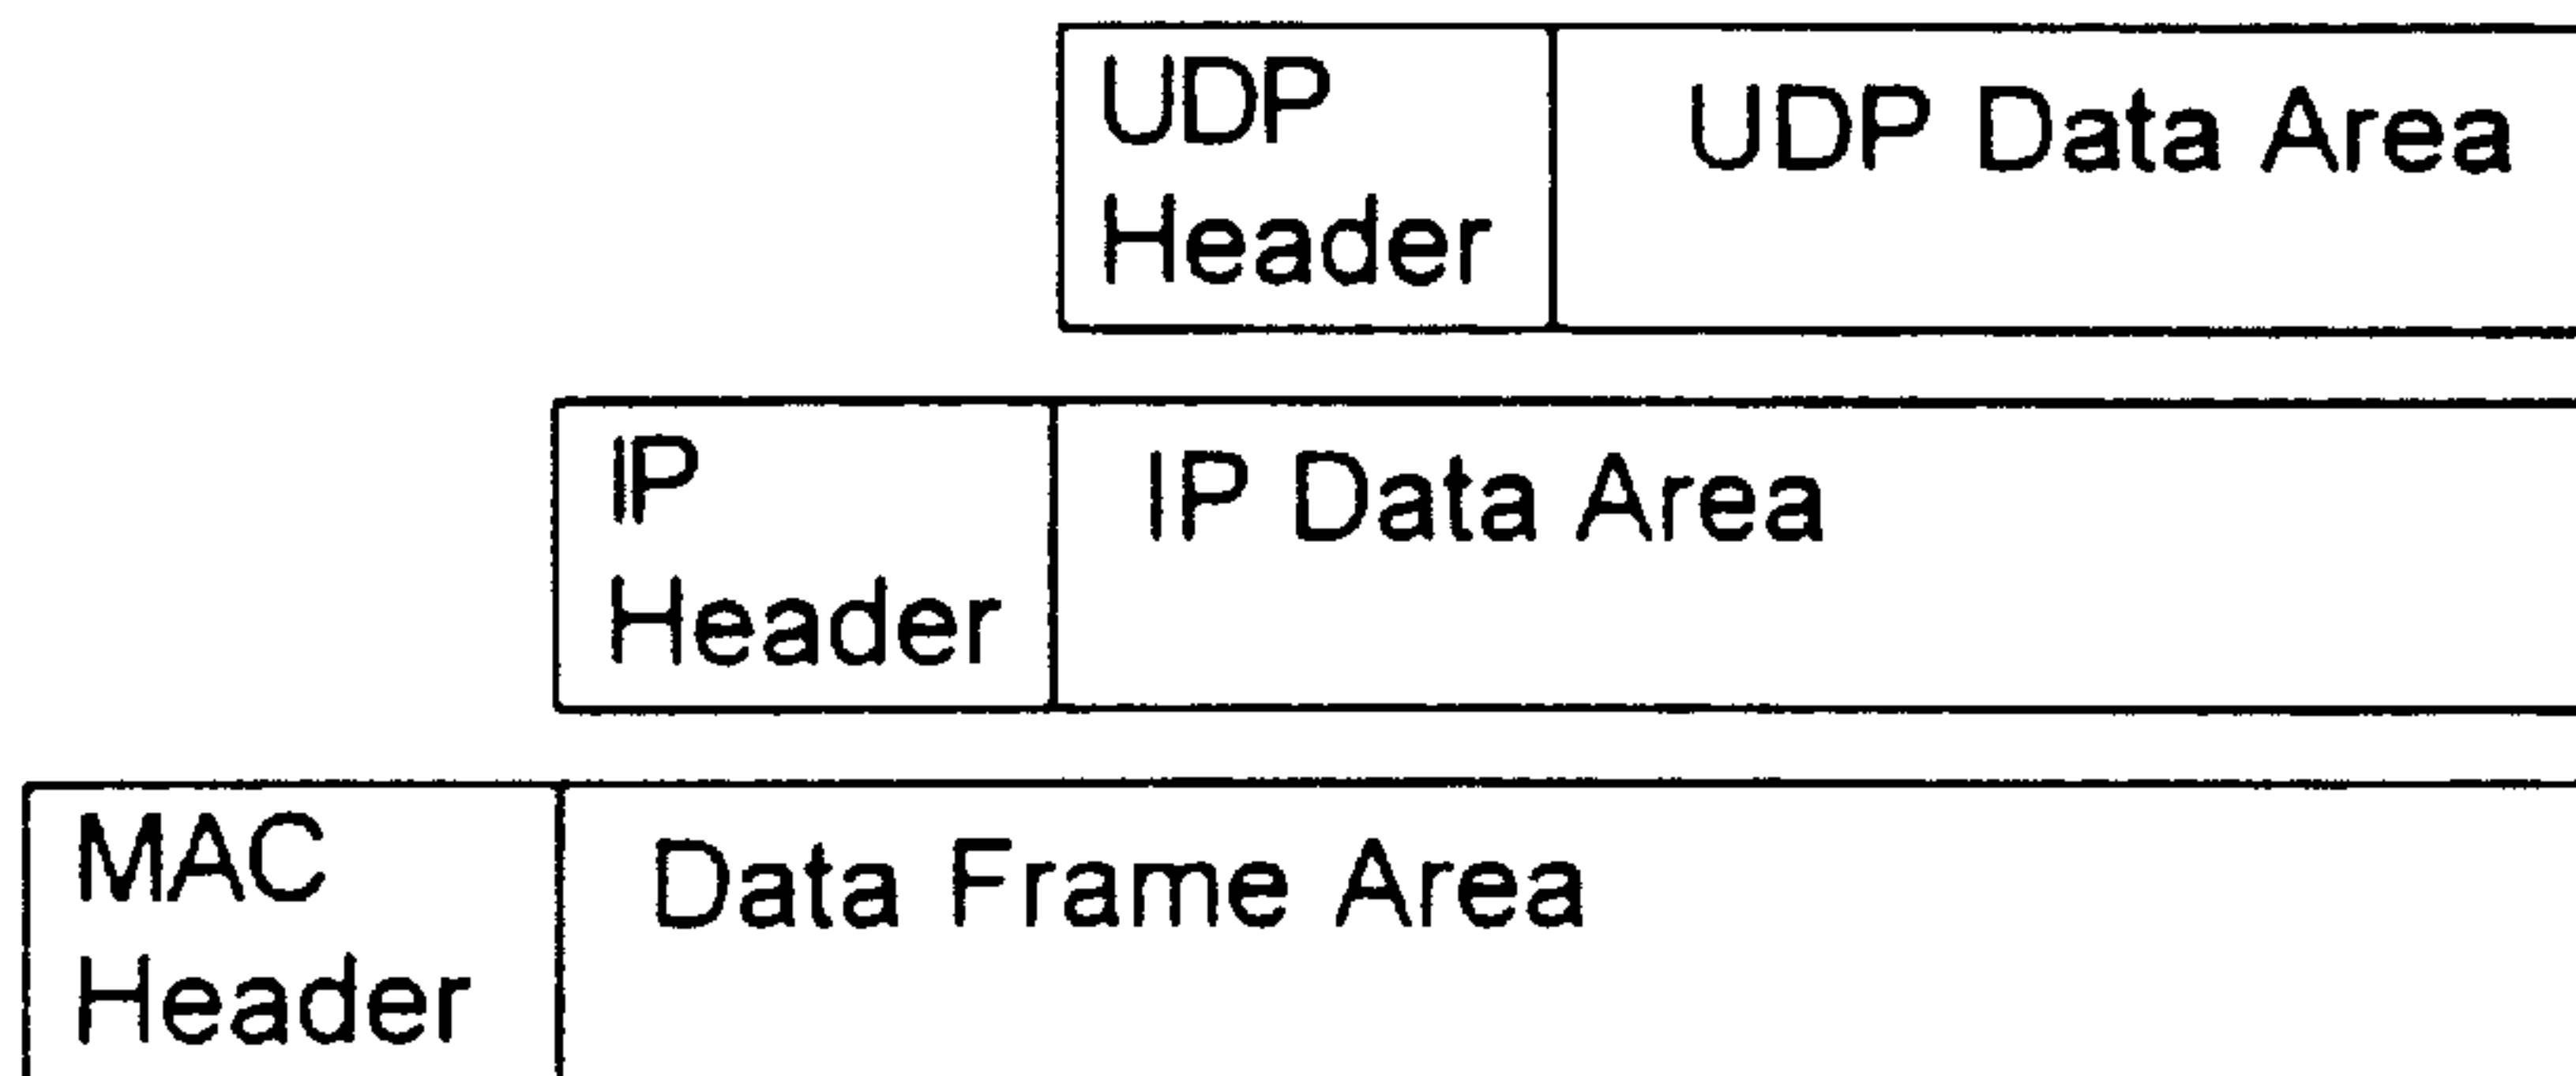 UDP
Header
UDP Data Area
IP
Header
IP Data Area
MAC
Header
Data Frame Area